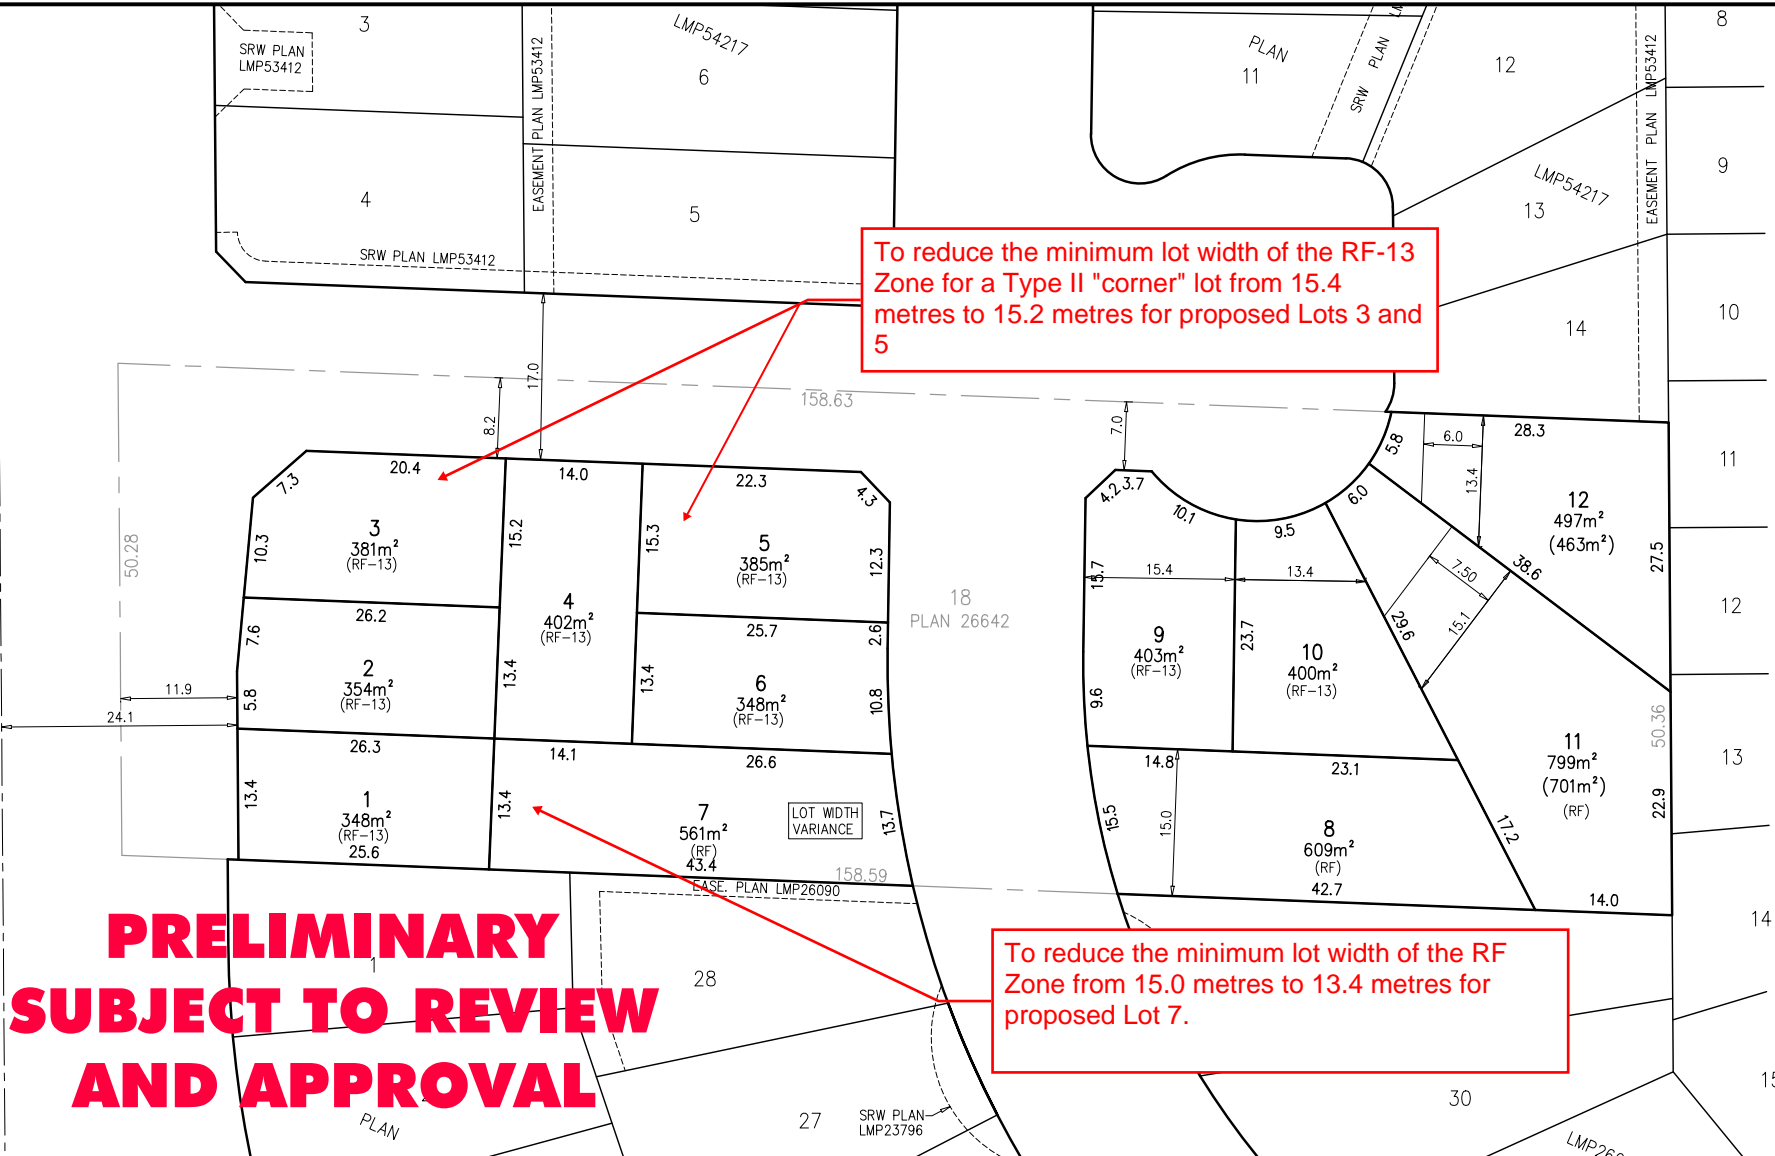 3
SRW PLAN
LMP53412
EASEMENT PLAN LMP53412
LMP54217
6
PLAN
11
SRW PLAN
12
EASEMENT PLAN LMP53412
8
9
4
5
LMP54217
13
SRW PLAN LMP53412
To reduce the minimum lot width of the RF-13
Zone for a Type II "corner" lot from 15.4
metres to 15.2 metres for proposed Lots 3 and
5
10
14
17.0
8.2
158.63
7.0
5.8
6.0
28.3
13.4
11
7.3
20.4
14.0
22.3
4.3
4.2
3.7
10.1
9.5
6.0
12
497m²
(463m²)
3
381m²
(RF-13)
10.3
15.2
15.3
5
385m²
(RF-13)
12.3
50.28
15.7
15.4
13.4
7.50
38.6
27.5
4
402m²
(RF-13)
18
PLAN 26642
12
26.2
25.7
2.6
7.6
29.6
15.1
23.7
9
403m²
(RF-13)
10
400m²
(RF-13)
2
354m²
(RF-13)
13.4
13.4
6
348m²
(RF-13)
10.8
9.6
11.9
5.8
24.1
50.36
26.3
14.1
26.6
14.8
23.1
11
799m²
(701m²)
(RF)
13
13.4
1
348m²
(RF-13)
25.6
13.4
7
561m²
(RF)
43.4
LOT WIDTH
VARIANCE
13.7
15.5
15.0
8
609m²
(RF)
42.7
17.2
22.9
158.59
EASE. PLAN LMP26090
14.0
14
PRELIMINARY
SUBJECT TO REVIEW
AND APPROVAL
1
28
To reduce the minimum lot width of the RF
Zone from 15.0 metres to 13.4 metres for
proposed Lot 7.
PLAN
27
SRW PLAN
LMP23796
30